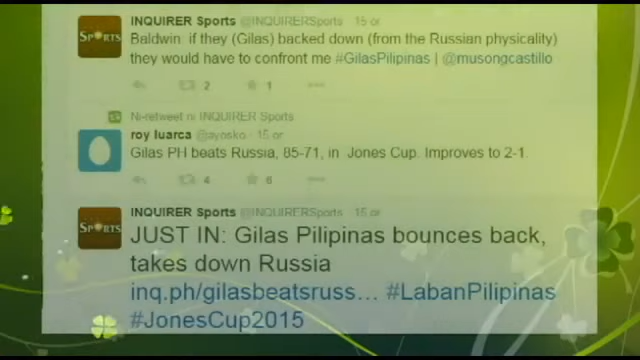 INQUIRER Sports @INQUIRERSports · 15 or
Baldwin: if they (Gilas) backed down (from the Russian physicality)
they would have to confront me #GilasPilipinas | @musongcastillo
2 1
Ni-retweet ni INQUIRER Sports
roy luarca @ayosko · 15 or
Gilas PH beats Russia, 85-71, in Jones Cup. Improves to 2-1.
4 6
INQUIRER Sports @INQUIRERSports · 15 or
JUST IN: Gilas Pilipinas bounces back,
takes down Russia
inq.ph/gilasbeatsruss... #LabanPilipinas
#JonesCup2015
SPORTS
SPORTS